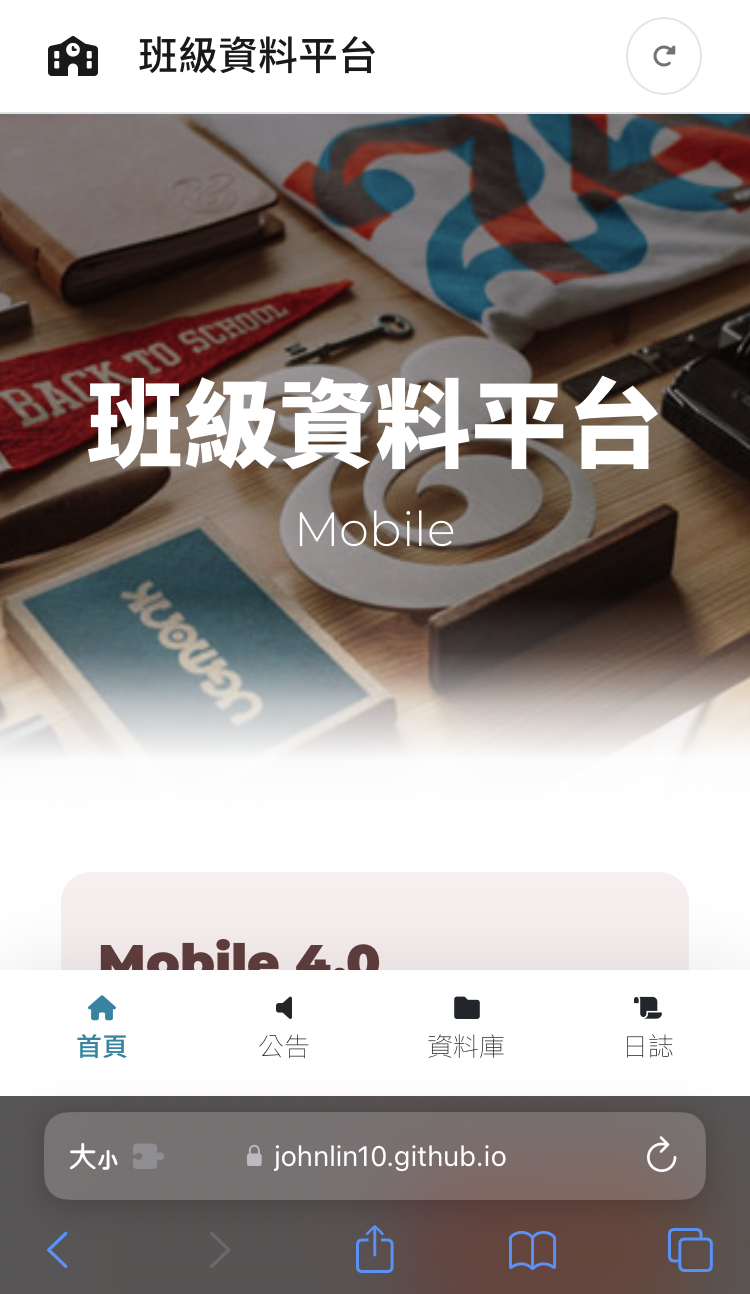 班級資料平台
BACK TO SCHOOL
班級資料平台
Mobile
UGMONK
Mobile 4.0
首頁
公告
資料庫
日誌
大小
johnlin10.github.io